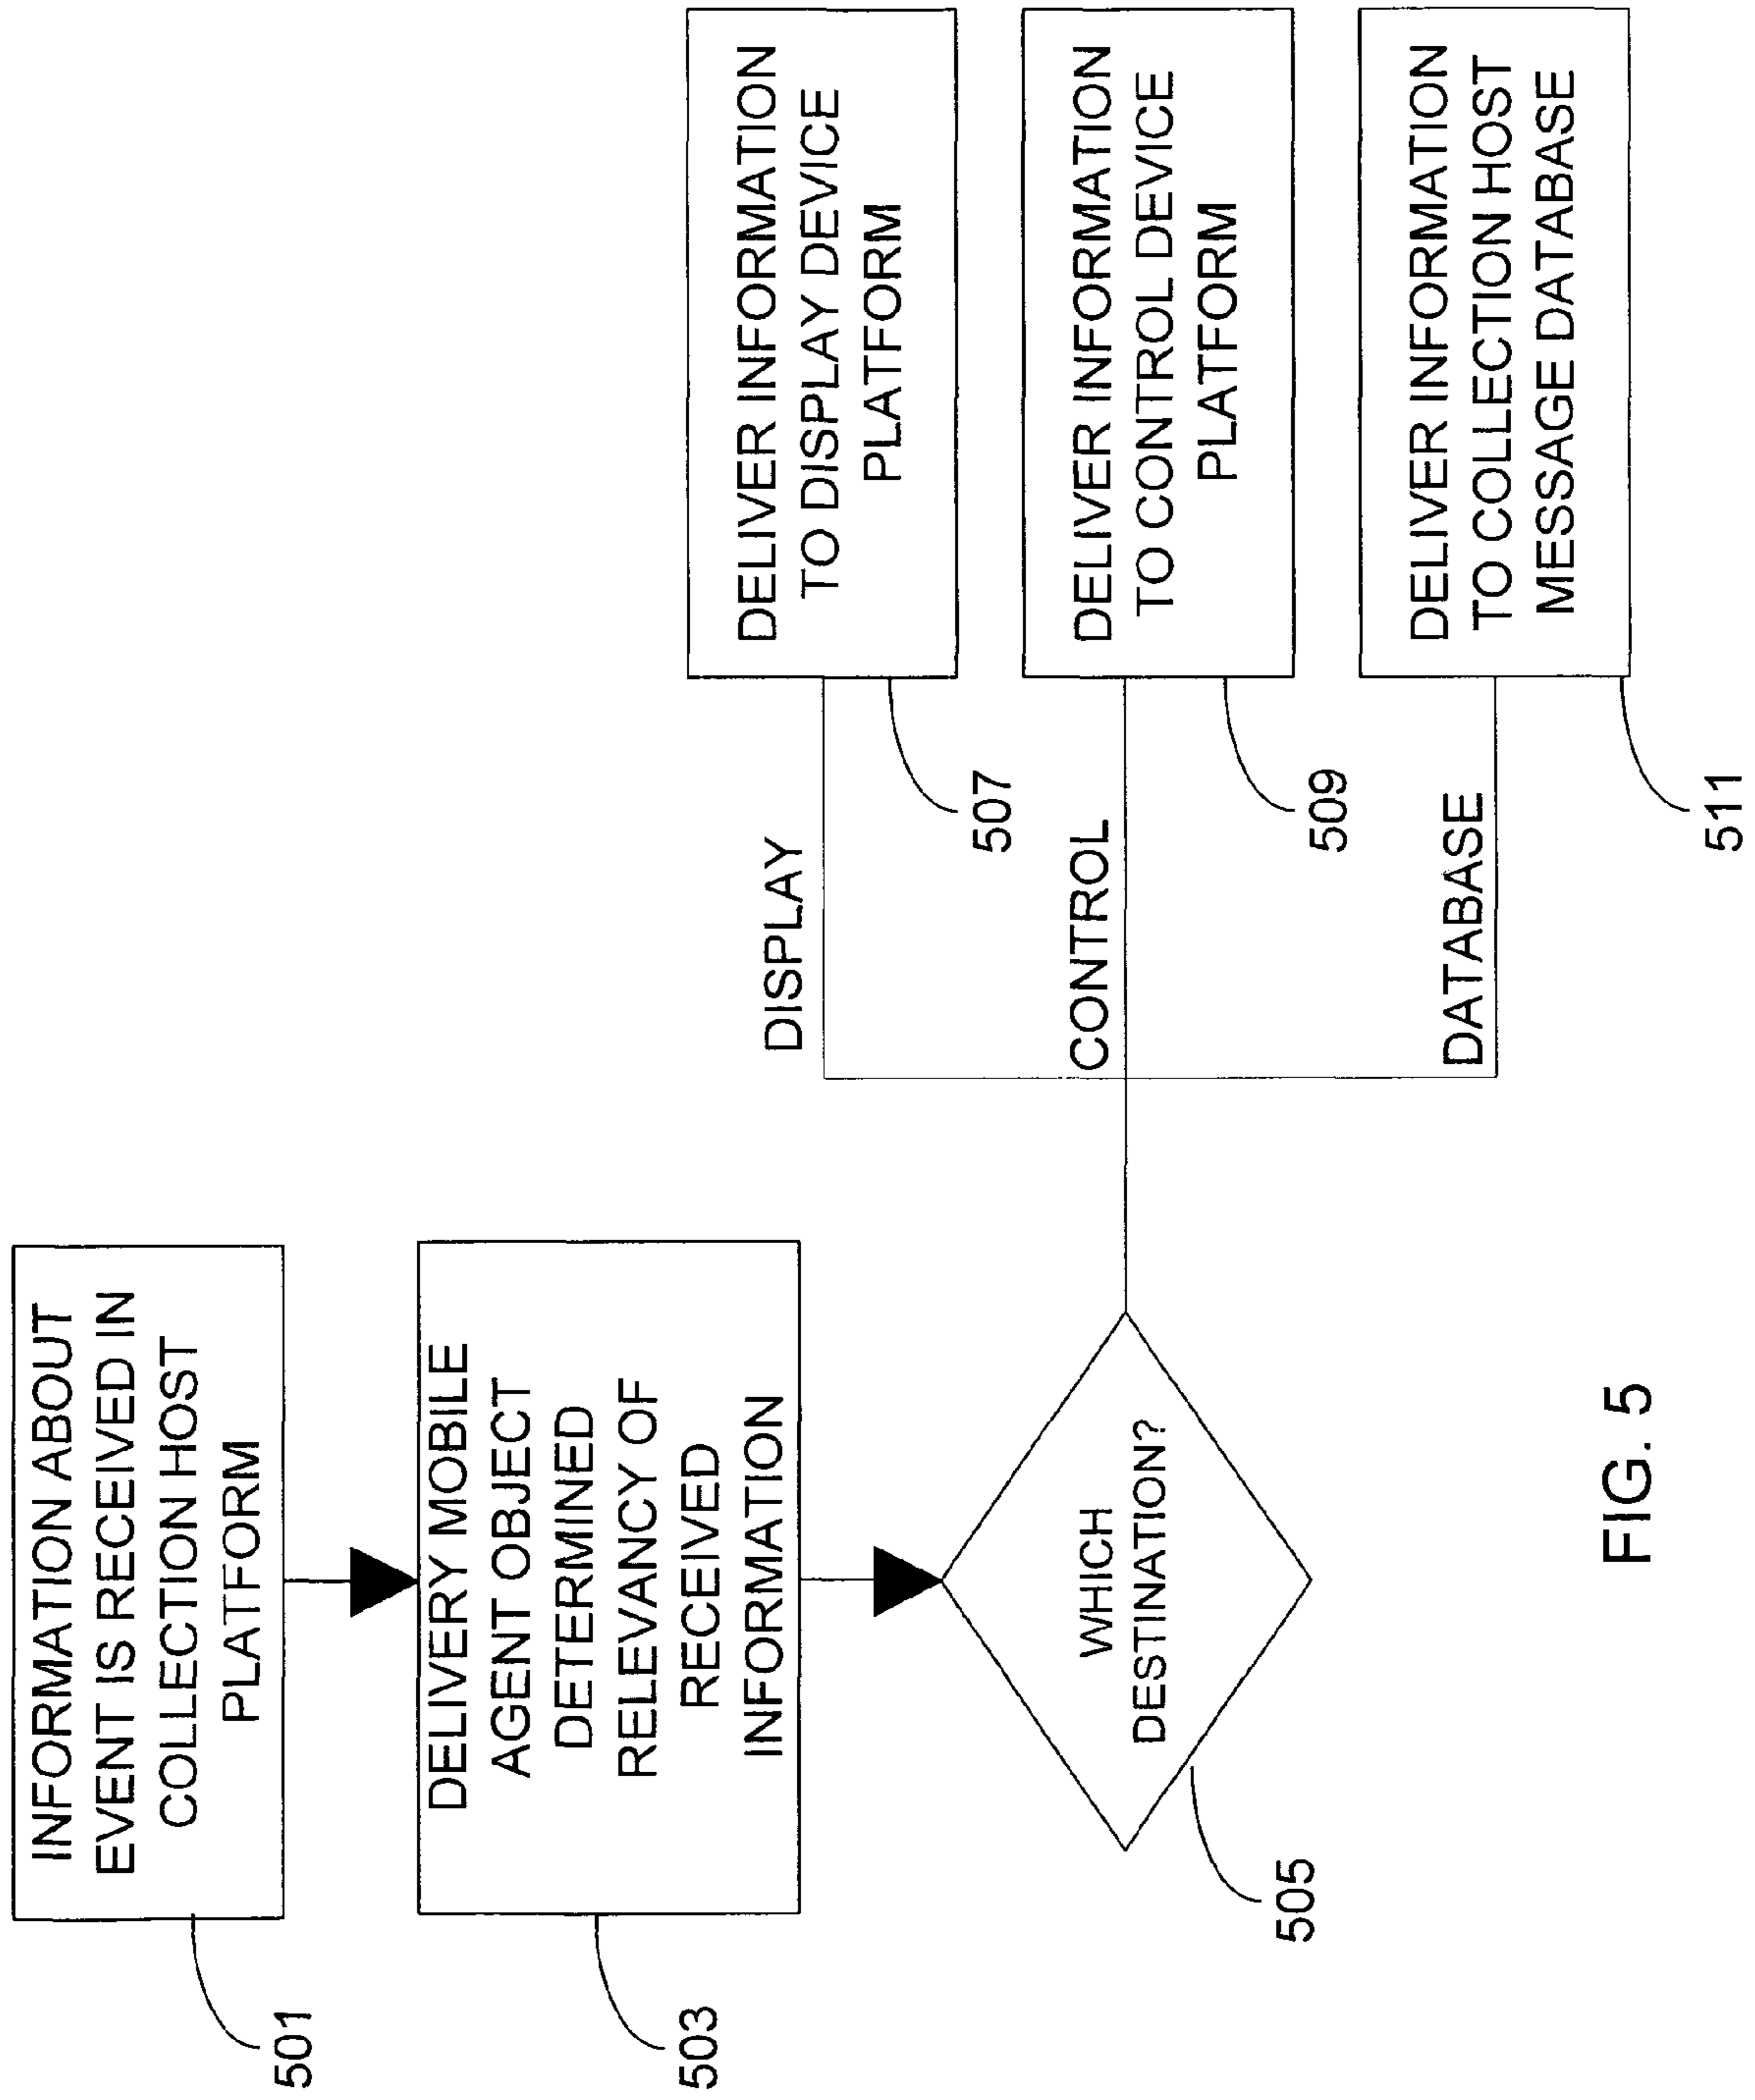 INFORMATION ABOUT
EVENT IS RECEIVED IN
COLLECTION HOST
PLATFORM
501
DELIVERY MOBILE
AGENT OBJECT
DETERMINED
RELEVANCY OF
RECEIVED
INFORMATION
503
WHICH
DESTINATION?
505
DISPLAY
DELIVER INFORMATION
TO DISPLAY DEVICE
PLATFORM
507
CONTROL
DELIVER INFORMATION
TO CONTROL DEVICE
PLATFORM
509
DATABASE
DELIVER INFORMATION
TO COLLECTION HOST
MESSAGE DATABASE
511
FIG. 5